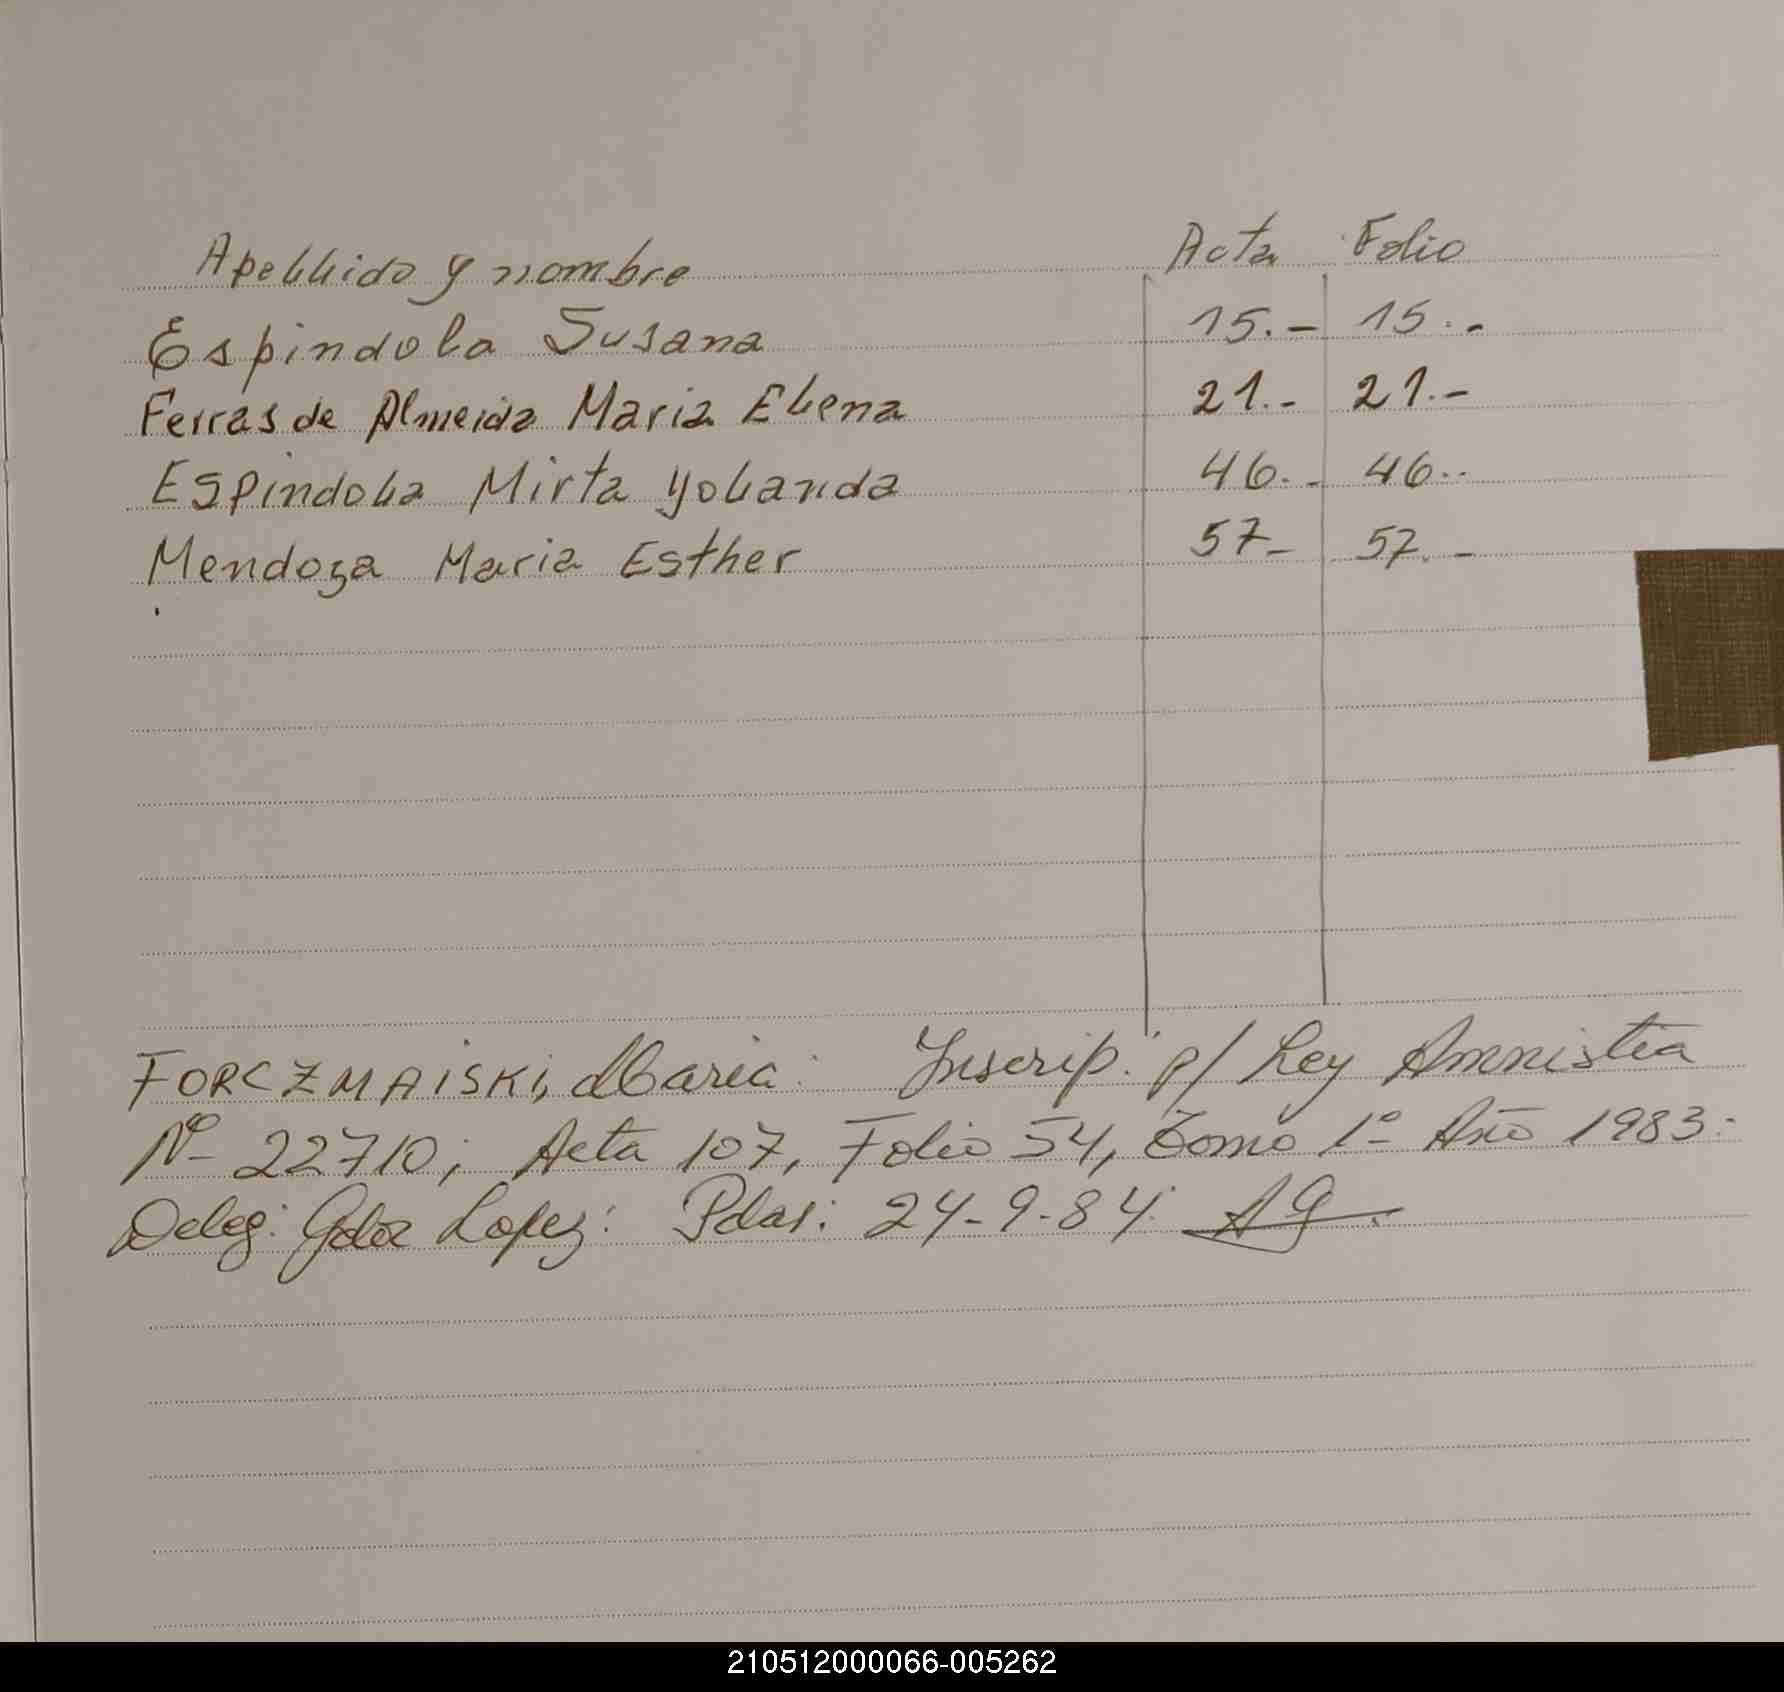 Apellido y nombre Acta Folio
Espindola Susana 15.- 15.-
Ferras de Almeida Maria Elena 21.- 21.-
Espindola Mirta yolanda 46.- 46..
Mendoza Maria Esther 57- 57.-
FORCZMAiSKi, Maria: Inscrip. p/ Ley Amnistia
Nº 22710; Acta 107, Folio 54, Tomo 1º Año 1983.
Deleg: Gdor Lopez: Pdas: 24-9-84.
210512000066-005262